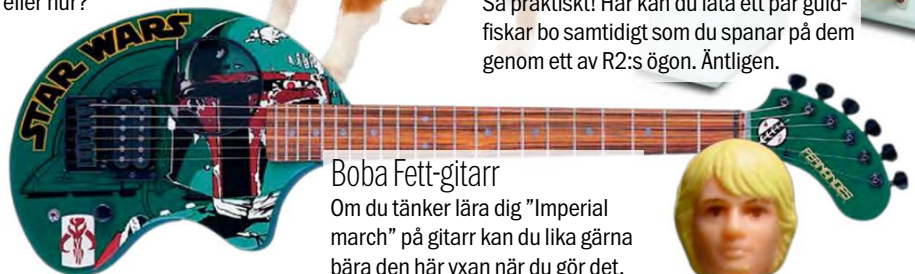 eller hur?
Så praktiskt! Här kan du låta ett par guld-
fiskar bo samtidigt som du spanar på dem
genom ett av R2:s ögon. Äntligen.
STAR WARS
FERNANDES
Boba Fett-gitarr
Om du tänker lära dig ”Imperial
march” på gitarr kan du lika gärna
bära den här yxan när du gör det.